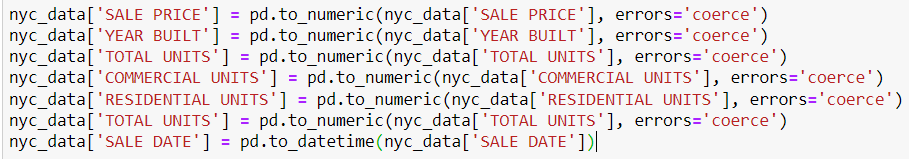 nyc_data['SALE PRICE'] = pd.to_numeric(nyc_data['SALE PRICE'], errors='coerce')
nyc_data['YEAR BUILT'] = pd.to_numeric(nyc_data['YEAR BUILT'], errors='coerce')
nyc_data['TOTAL UNITS'] = pd.to_numeric(nyc_data['TOTAL UNITS'], errors='coerce')
nyc_data['COMMERCIAL UNITS'] = pd.to_numeric(nyc_data['COMMERCIAL UNITS'], errors='coerce')
nyc_data['RESIDENTIAL UNITS'] = pd.to_numeric(nyc_data['RESIDENTIAL UNITS'], errors='coerce')
nyc_data['TOTAL UNITS'] = pd.to_numeric(nyc_data['TOTAL UNITS'], errors='coerce')
nyc_data['SALE DATE'] = pd.to_datetime(nyc_data['SALE DATE'])